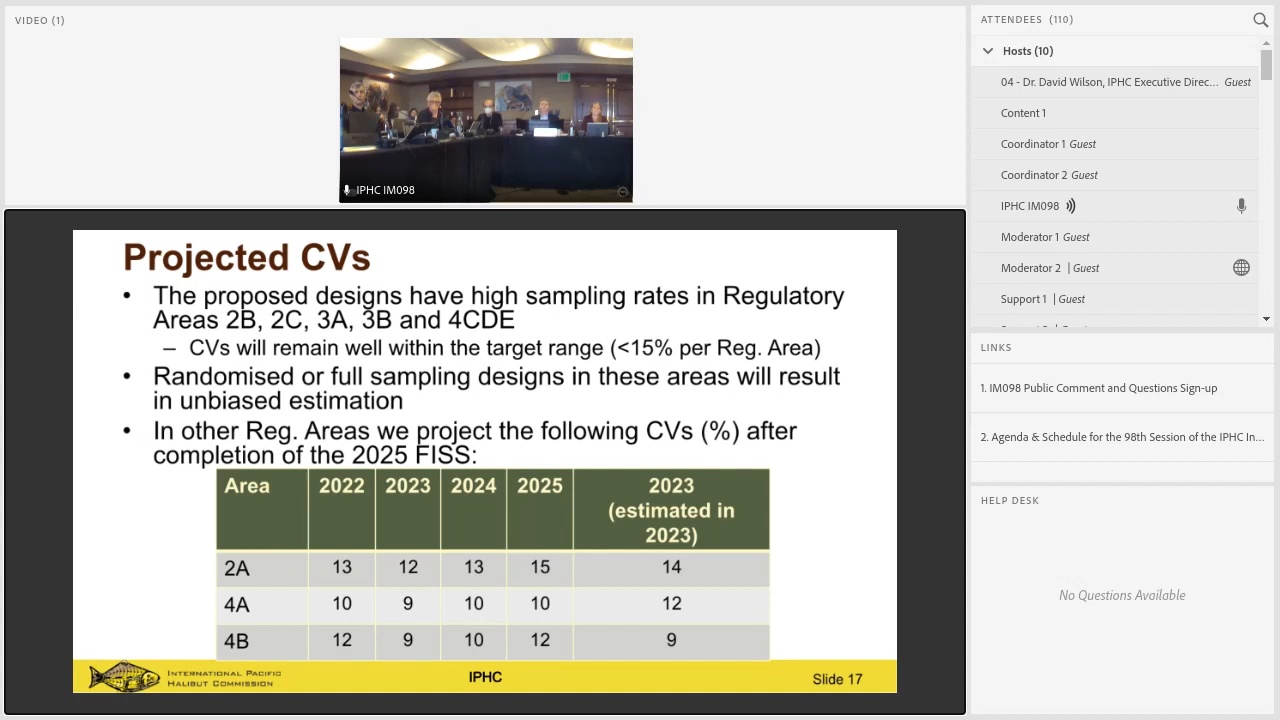 VIDEO (1)
IPHC IM098
Projected CVs
• The proposed designs have high sampling rates in Regulatory
Areas 2B, 2C, 3A, 3B and 4CDE
– CVs will remain well within the target range (<15% per Reg. Area)
• Randomised or full sampling designs in these areas will result
in unbiased estimation
• In other Reg. Areas we project the following CVs (%) after
completion of the 2025 FISS:
Area 2022 2023 2024 2025 2023
(estimated in
2023)
2A 13 12 13 15 14
4A 10 9 10 10 12
4B 12 9 10 12 9
INTERNATIONAL PACIFIC
HALIBUT COMMISSION
IPHC
Slide 17
ATTENDEES (110)
Hosts (10)
04 - Dr. David Wilson, IPHC Executive Direc... Guest
Content 1
Coordinator 1 Guest
Coordinator 2 Guest
IPHC IM098
Moderator 1 Guest
Moderator 2 | Guest
Support 1 | Guest
LINKS
1. IM098 Public Comment and Questions Sign-up
2. Agenda & Schedule for the 98th Session of the IPHC In...
HELP DESK
No Questions Available